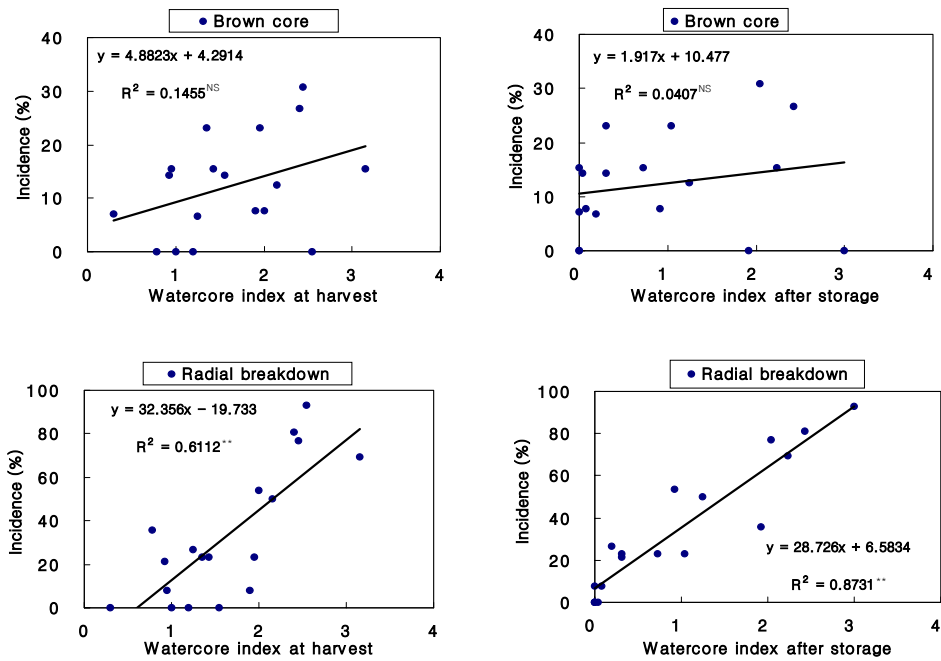 Brown core
y = 4.8823x + 4.2914
R² = 0.1455NS
40
30
20
10
0
Incidence (%)
0 1 2 3 4
Watercore index at harvest
Brown core
y = 1.917x + 10.477
R² = 0.0407NS
40
30
20
10
0
Incidence (%)
0 1 2 3 4
Watercore index after storage
Radial breakdown
y = 32.356x − 19.733
R² = 0.6112**
100
80
60
40
20
0
Incidence (%)
0 1 2 3 4
Watercore index at harvest
Radial breakdown
100
80
60
40
20
0
Incidence (%)
y = 28.726x + 6.5834
R² = 0.8731**
0 1 2 3 4
Watercore index after storage